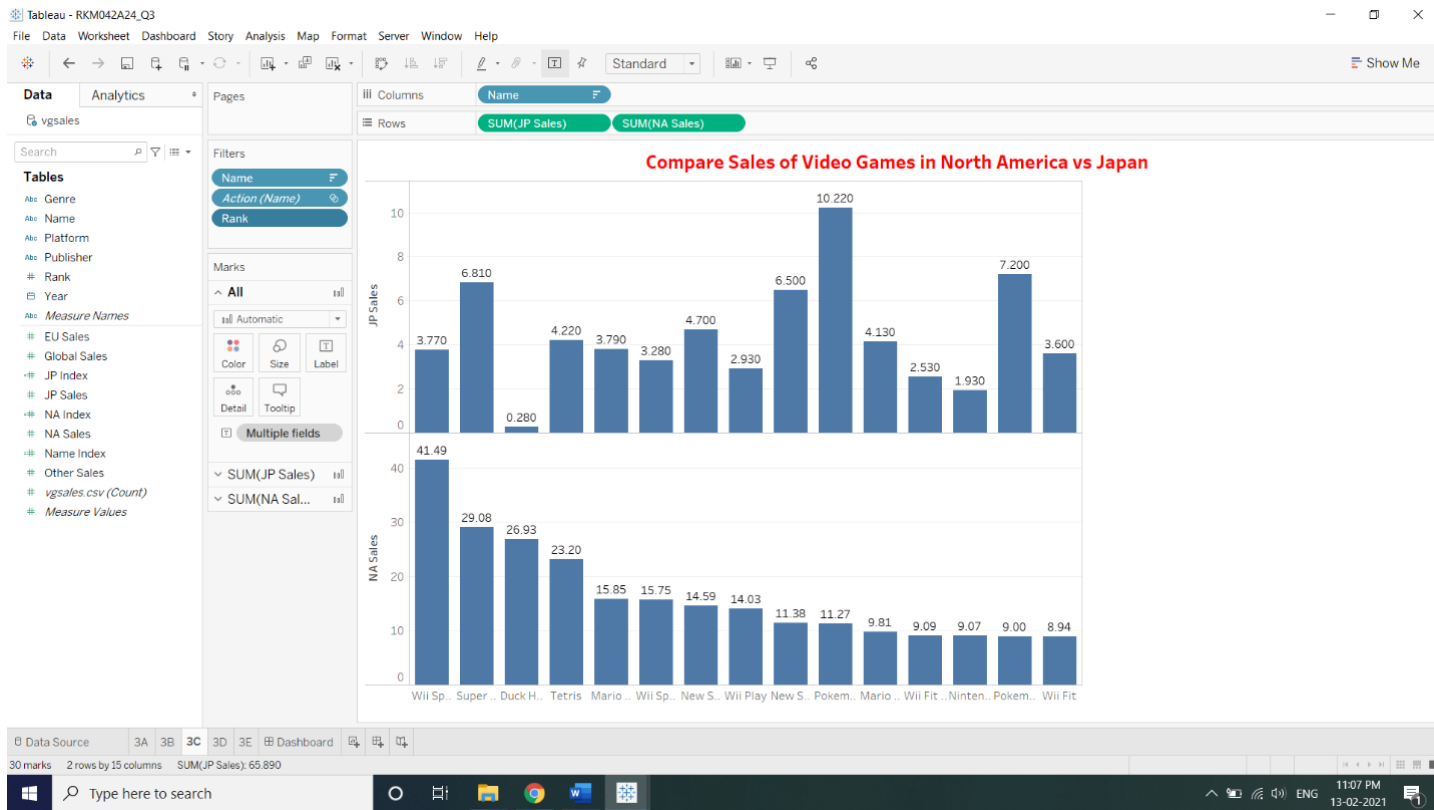 Tableau - RKM042A24_Q3
File Data Worksheet Dashboard Story Analysis Map Format Server Window Help
Standard
Show Me
Data Analytics
vgsales
Search
Tables
Abc Genre
Abc Name
Abc Platform
Abc Publisher
# Rank
Year
Abc Measure Names
# EU Sales
# Global Sales
# JP Index
# JP Sales
# NA Index
# NA Sales
# Name Index
# Other Sales
# vgsales.csv (Count)
# Measure Values
Pages
Filters
Name
Action (Name)
Rank
Marks
All
Automatic
Color Size Label
Detail Tooltip
Multiple fields
SUM(JP Sales)
SUM(NA Sal...
Columns Name
Rows SUM(JP Sales) SUM(NA Sales)
Compare Sales of Video Games in North America vs Japan
JP Sales
10
8
6
4
2
0
3.770 6.810 0.280 4.220 3.790 3.280 4.700 2.930 6.500 10.220 4.130 2.530 1.930 7.200 3.600
NA Sales
40
30
20
10
0
41.49 29.08 26.93 23.20 15.85 15.75 14.59 14.03 11.38 11.27 9.81 9.09 9.07 9.00 8.94
Wii Sp.. Super .. Duck H.. Tetris Mario .. Wii Sp.. New S.. Wii Play New S.. Pokem.. Mario .. Wii Fit .. Ninten.. Pokem.. Wii Fit
Data Source 3A 3B 3C 3D 3E Dashboard
30 marks 2 rows by 15 columns SUM(JP Sales): 65.890
Type here to search
ENG
11:07 PM
13-02-2021
1